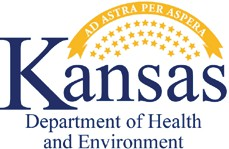 AD ASTRA PER ASPERA
Kansas
Department of Health
and Environment